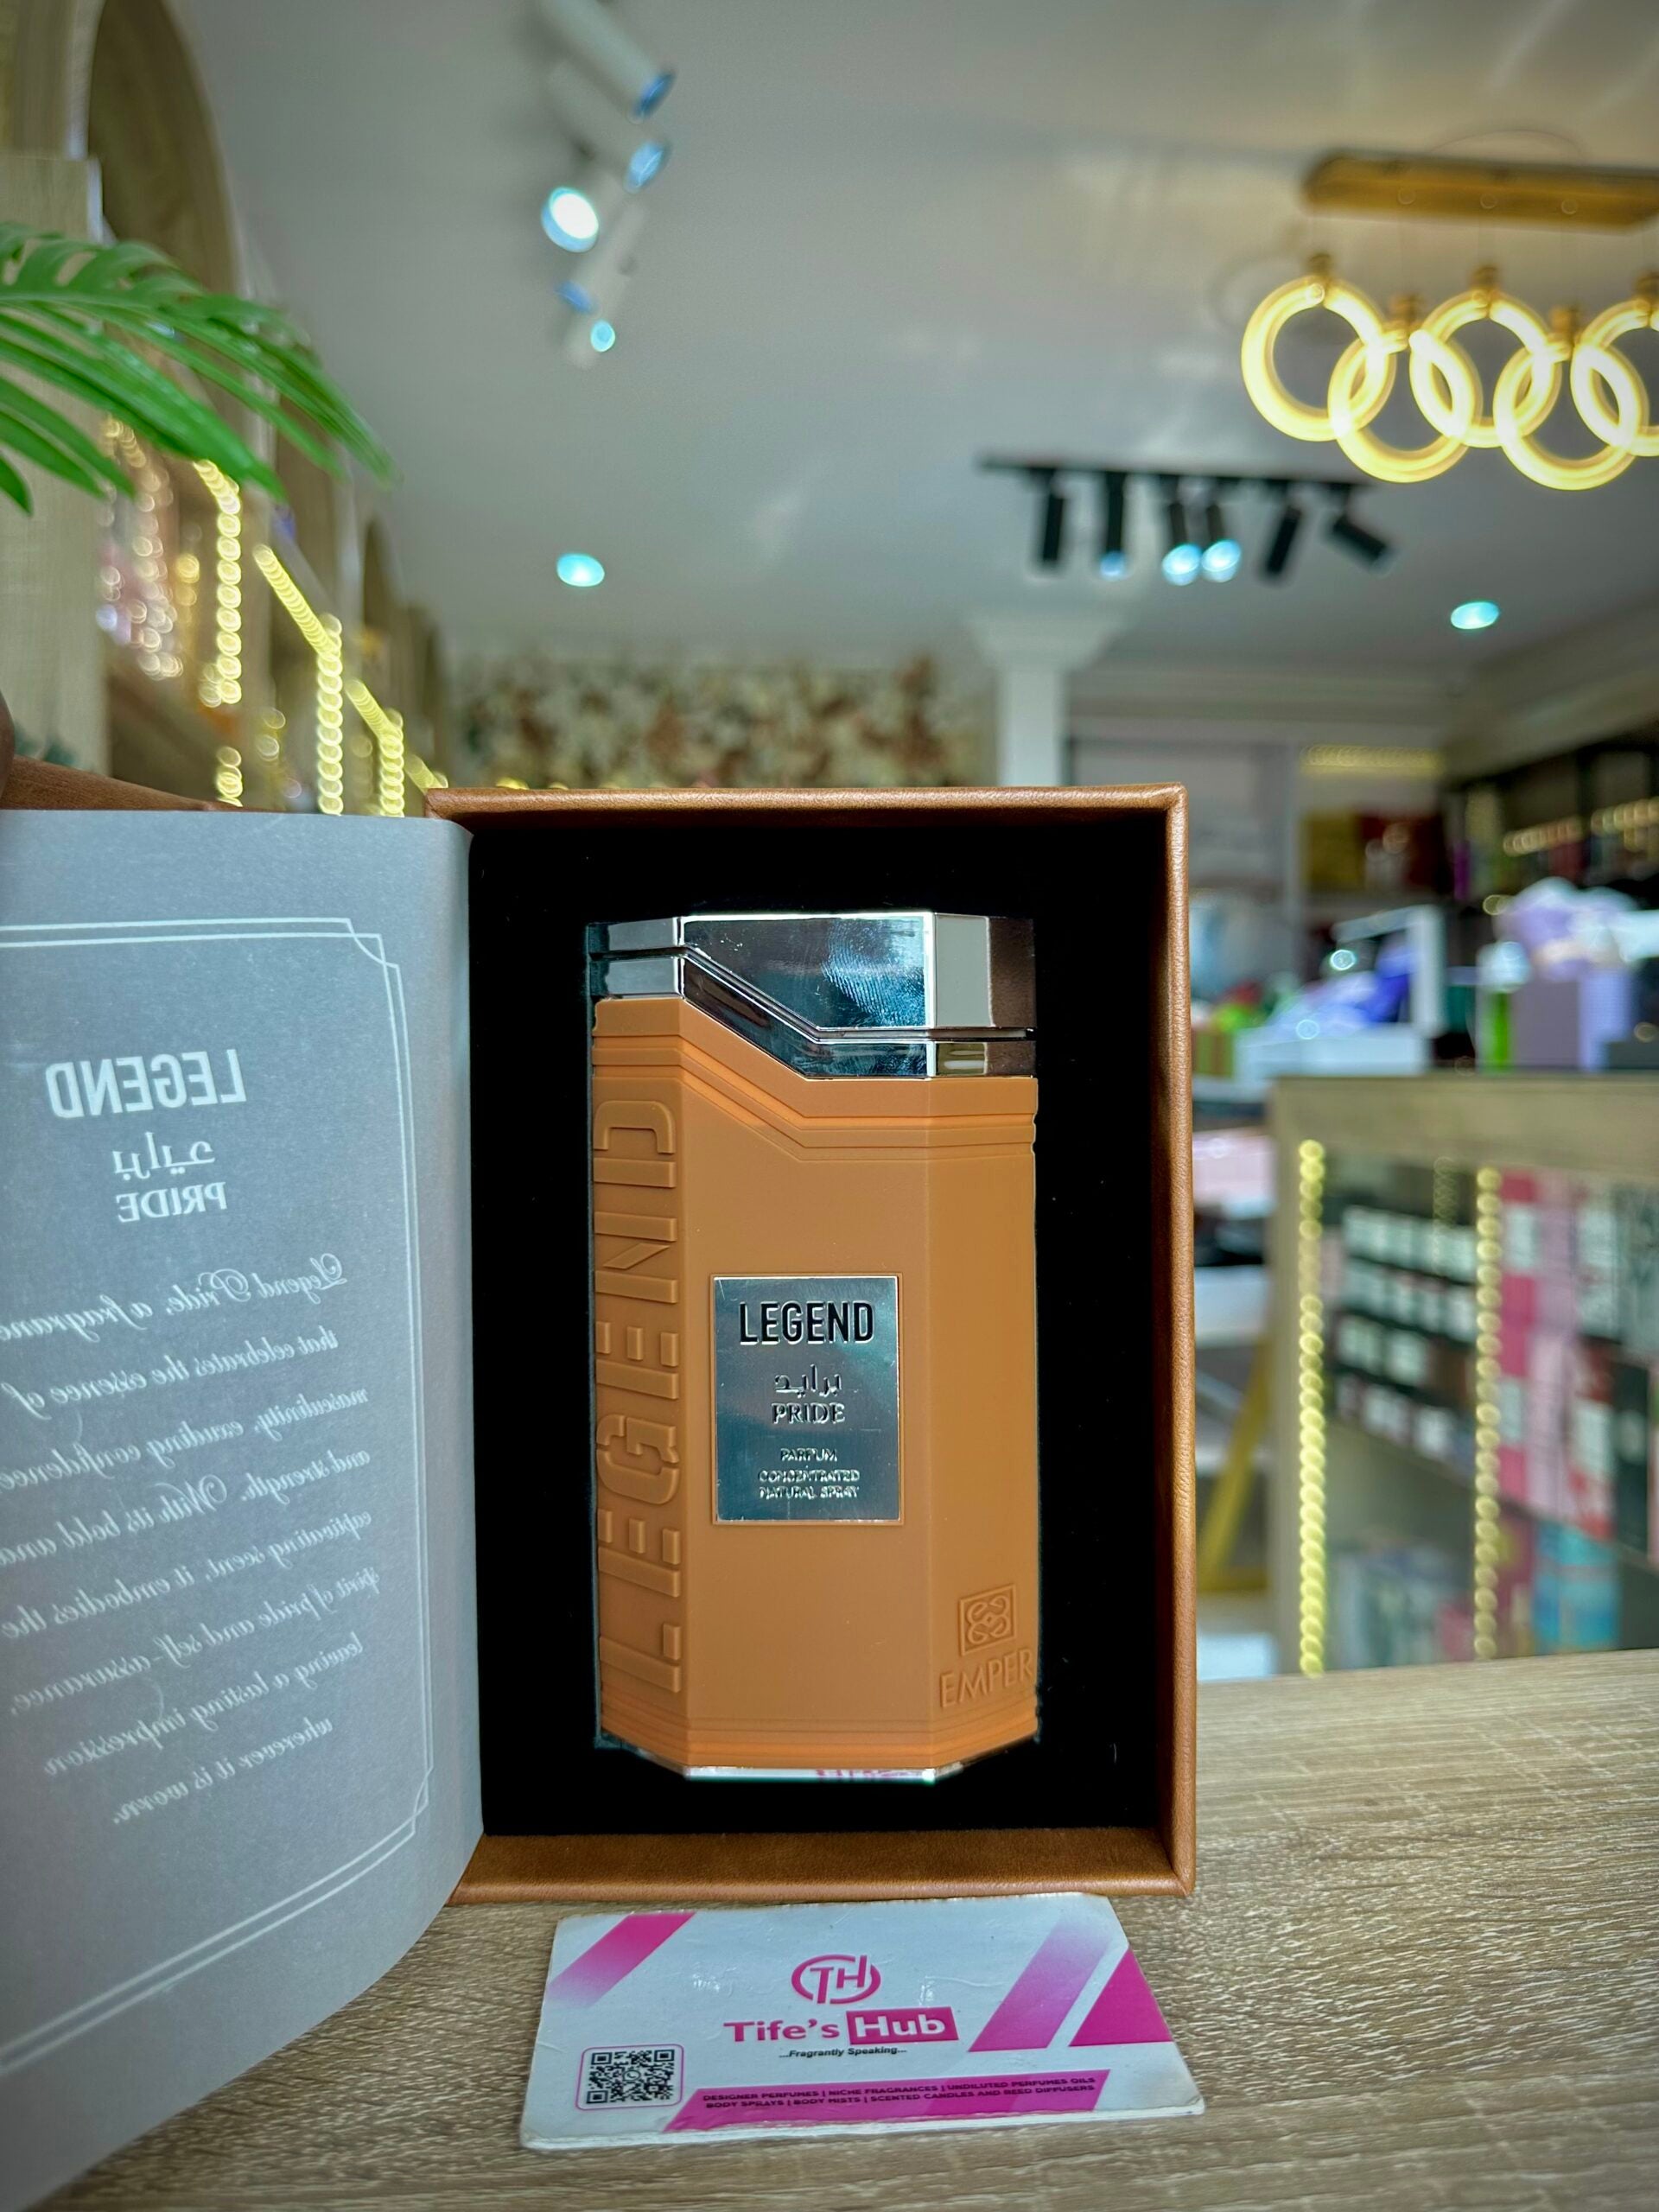 LEGEND
برايد
PRIDE
Legend Pride, a fragrance
that celebrates the essence of
masculinity, exuding confidence
and strength. With its bold and
captivating scent, it embodies the
spirit of pride and self-assurance,
leaving a lasting impression
wherever it is worn.
LEGEND
LEGEND
برايد
PRIDE
PARFUM
CONCENTRATED
NATURAL SPRAY
EMPER
TH
Tife's Hub
...Fragrantly Speaking...
DESIGNER PERFUMES | NICHE FRAGRANCES | UNDILUTED PERFUMES OILS
BODY SPRAYS | BODY MISTS | SCENTED CANDLES AND REED DIFFUSERS